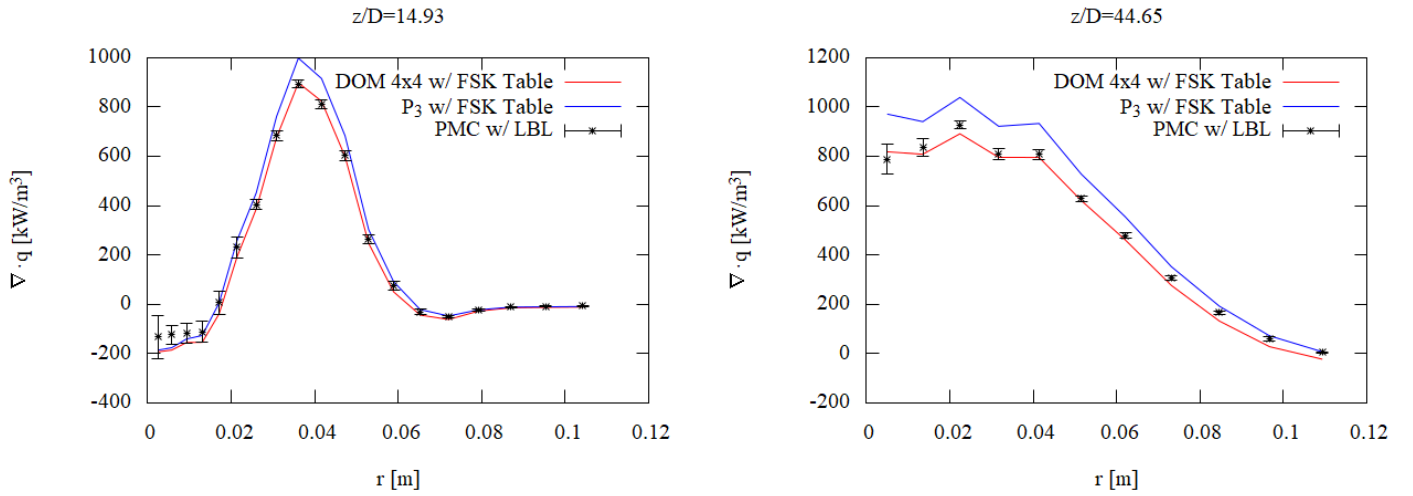 z/D=14.93
1000
800
600
400
200
0
-200
-400
∇·q [kW/m³]
DOM 4x4 w/ FSK Table
P₃ w/ FSK Table
PMC w/ LBL
0 0.02 0.04 0.06 0.08 0.1 0.12
r [m]
z/D=44.65
1200
1000
800
600
400
200
0
-200
∇·q [kW/m³]
DOM 4x4 w/ FSK Table
P₃ w/ FSK Table
PMC w/ LBL
0 0.02 0.04 0.06 0.08 0.1 0.12
r [m]